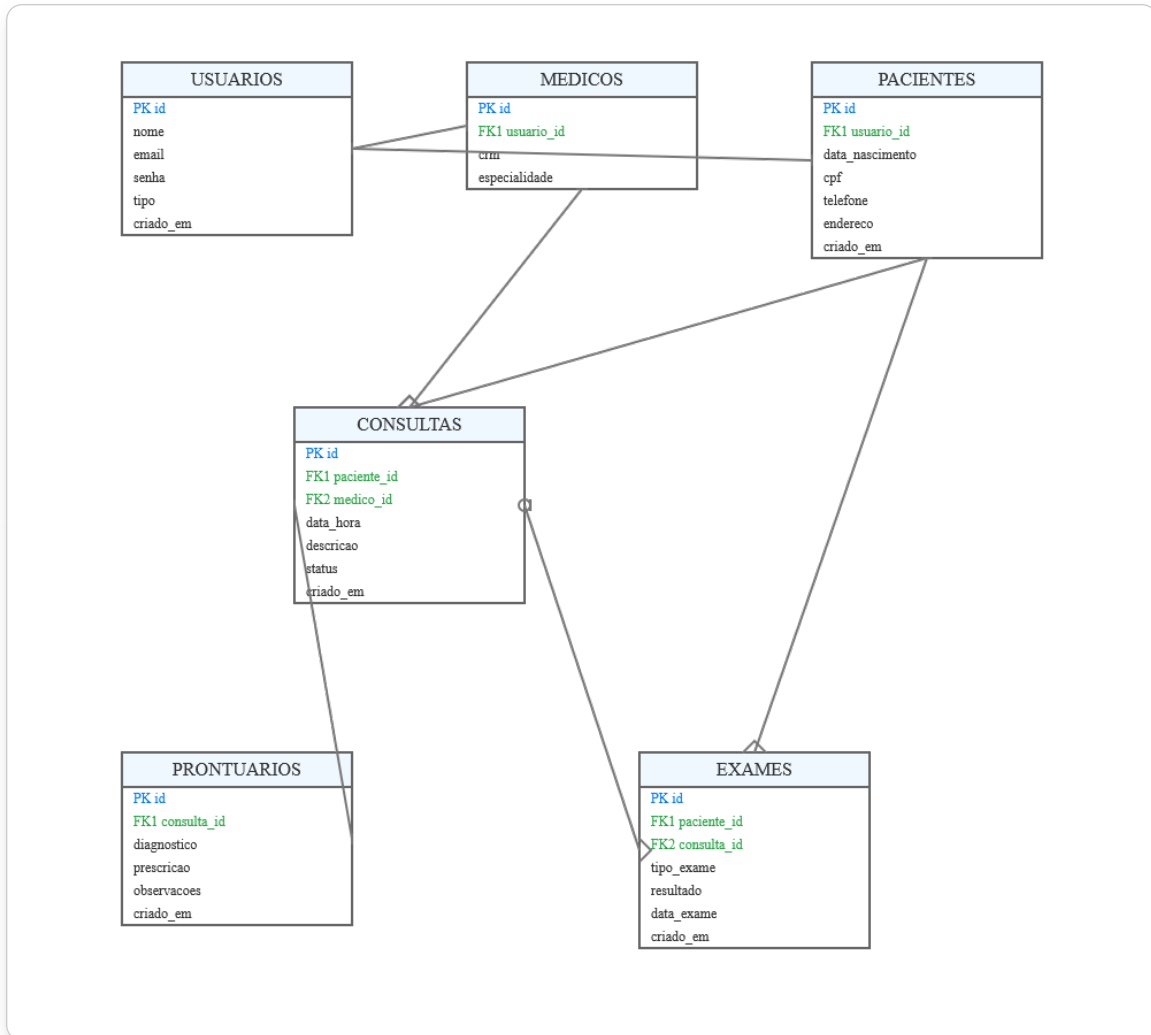 USUARIOS
PK id
nome
email
senha
tipo
criado_em
MEDICOS
PK id
FK1 usuario_id
crm
especialidade
PACIENTES
PK id
FK1 usuario_id
data_nascimento
cpf
telefone
endereco
criado_em
CONSULTAS
PK id
FK1 paciente_id
FK2 medico_id
data_hora
descricao
status
criado_em
PRONTUARIOS
PK id
FK1 consulta_id
diagnostico
prescricao
observacoes
criado_em
EXAMES
PK id
FK1 paciente_id
FK2 consulta_id
tipo_exame
resultado
data_exame
criado_em